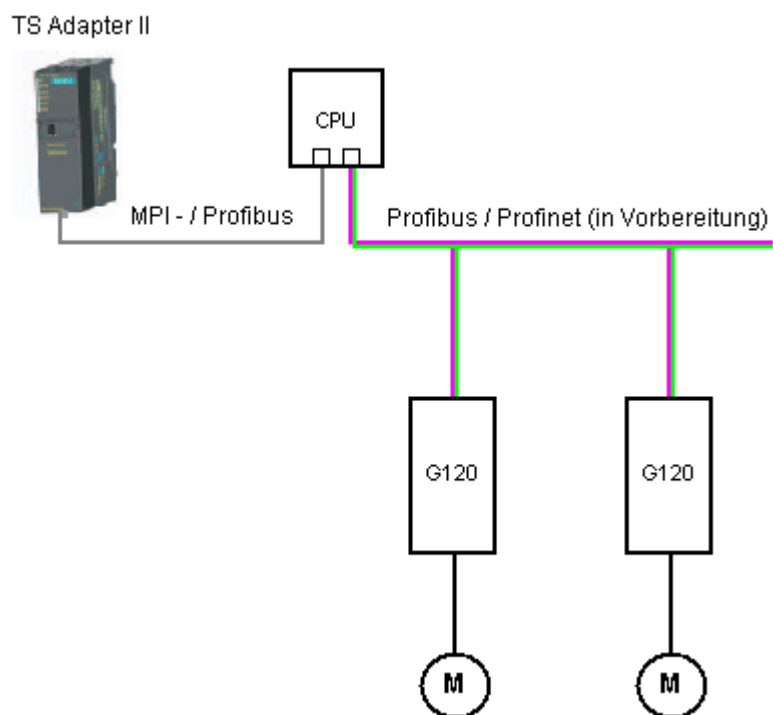 TS Adapter II
CPU
MPI - / Profibus
Profibus / Profinet (in Vorbereitung)
G120
G120
M
M